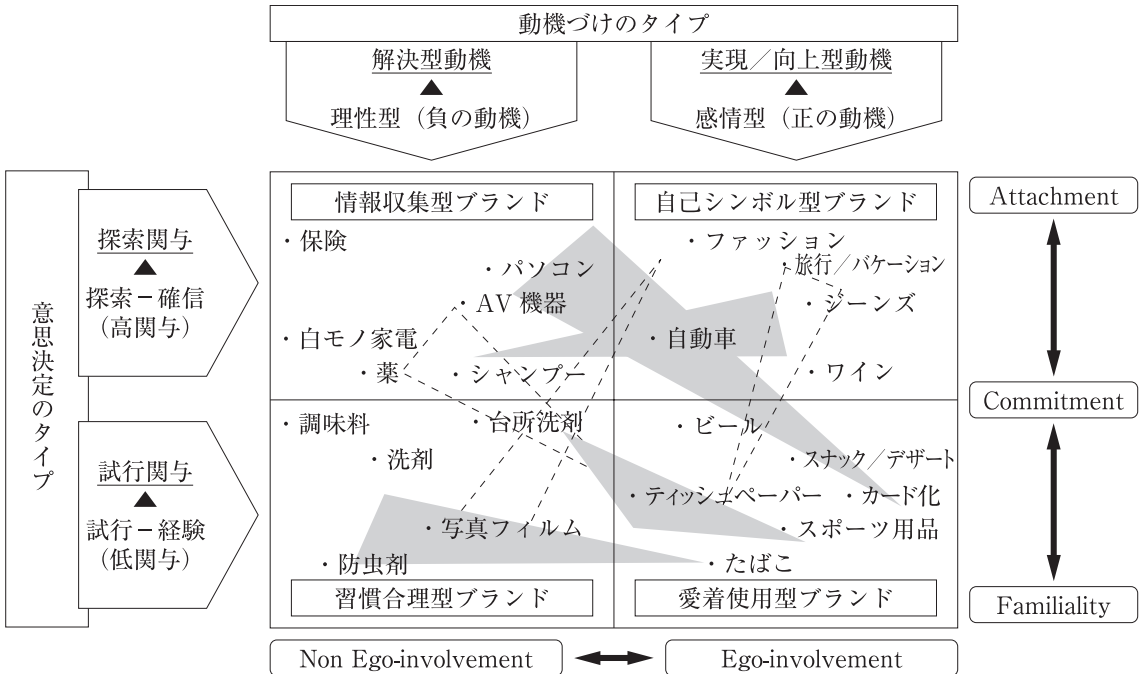 動機づけのタイプ
解決型動機
▲
理性型（負の動機）
実現／向上型動機
▲
感情型（正の動機）
意思決定のタイプ
探索関与
▲
探索－確信
（高関与）
試行関与
▲
試行－経験
（低関与）
情報収集型ブランド
・保険
・パソコン
・AV 機器
・白モノ家電
・薬
・シャンプー
自己シンボル型ブランド
・ファッション
・旅行／バケーション
・ジーンズ
・自動車
・ワイン
・調味料
・台所洗剤
・洗剤
・写真フィルム
・防虫剤
習慣合理型ブランド
・ビール
・スナック／デザート
・ティッシュペーパー
・カード化
・スポーツ用品
・たばこ
愛着使用型ブランド
Attachment
Commitment
Familiality
Non Ego-involvement
Ego-involvement